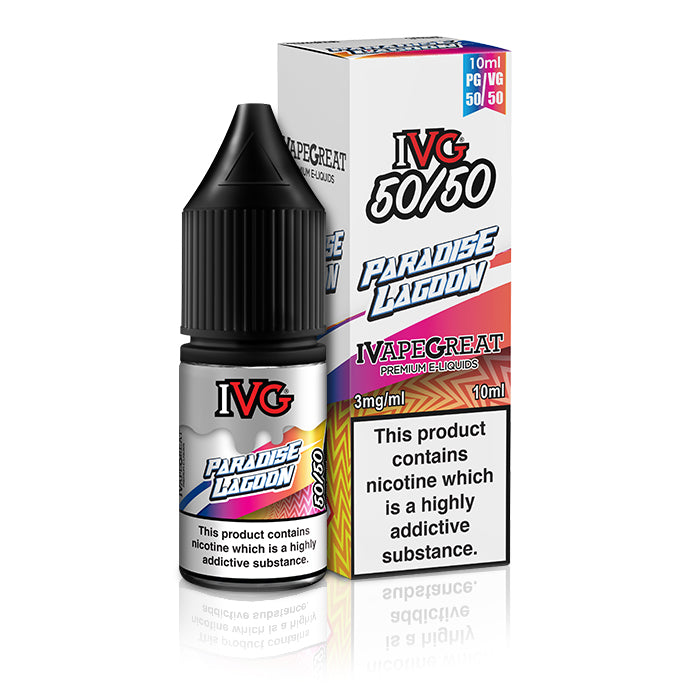 10ml
PG/VG
50/50
IVG
50/50
PARADISE
LAGOON
IVAPEGREAT
PREMIUM E-LIQUIDS
3mg/ml 10ml
This product
contains
nicotine which
is a highly
addictive
substance.
VAPEGREAT
E-LIQUIDS
IVG
PARADISE
LAGOON
50/50
This product contains
nicotine which is a highly
addictive substance.